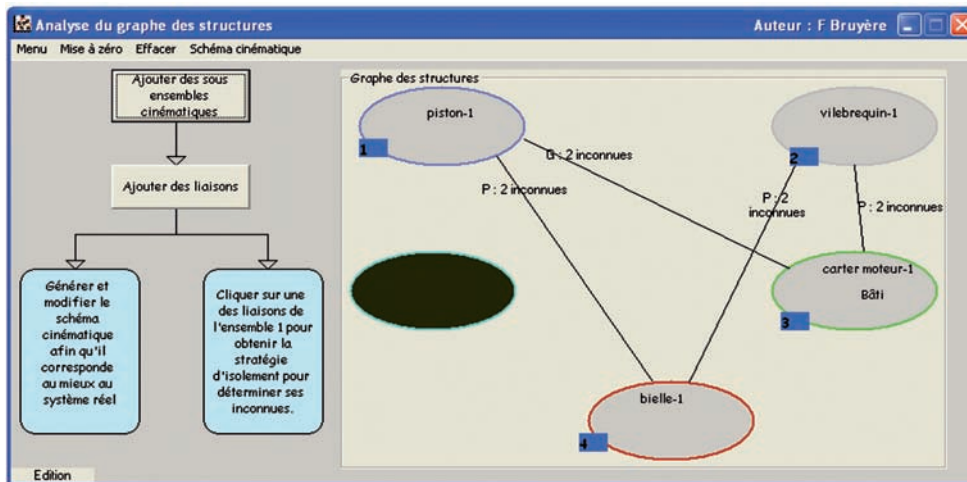 Analyse du graphe des structures
Auteur : F Bruyère
Menu Mise à zéro Effacer Schéma cinématique
Ajouter des sous
ensembles
cinématiques
Ajouter des liaisons
Générer et
modifier le
schéma
cinématique
afin qu'il
corresponde
au mieux au
système réel
Cliquer sur une
des liaisons de
l'ensemble 1 pour
obtenir la
stratégie
d'isolement pour
déterminer ses
inconnues.
Edition
Graphe des structures
piston-1
1
vilebrequin-1
2
G : 2 inconnues
P : 2 inconnues
P : 2
inconnues
P : 2 inconnues
carter moteur-1
Bâti
3
bielle-1
4